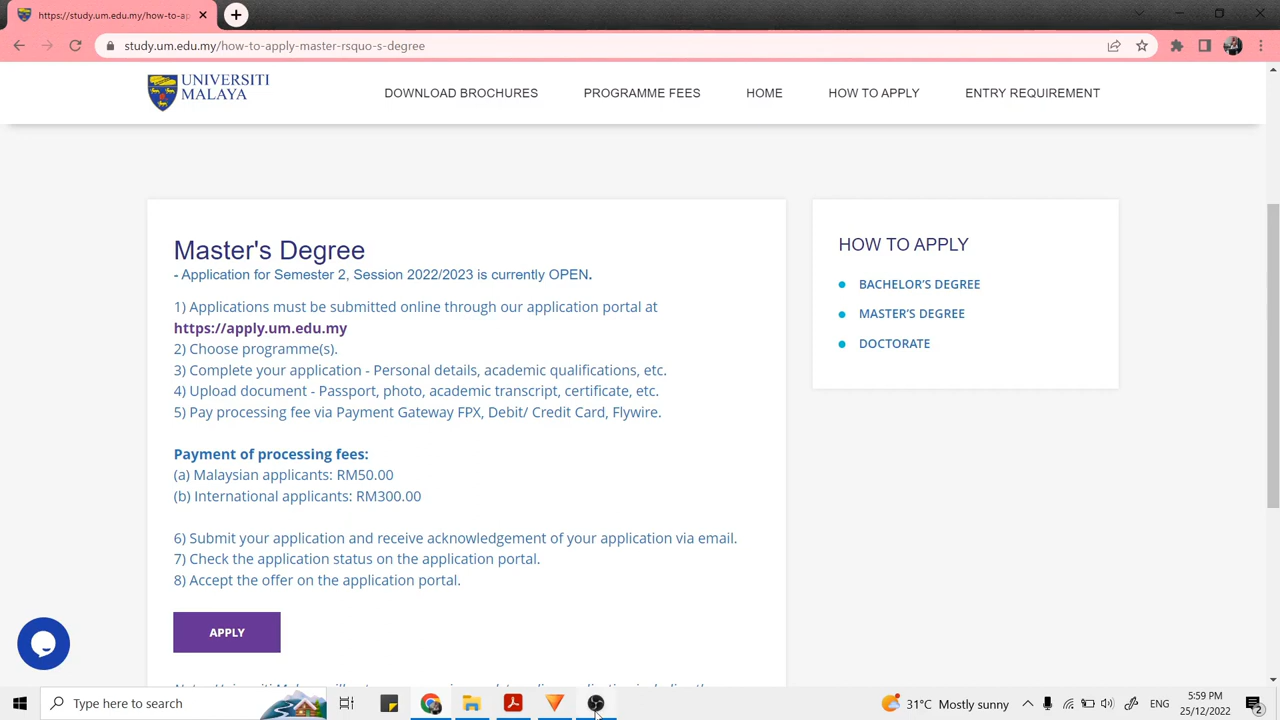 https://study.um.edu.my/how-to-ap
study.um.edu.my/how-to-apply-master-rsquo-s-degree
UNIVERSITI
MALAYA
DOWNLOAD BROCHURES
PROGRAMME FEES
HOME
HOW TO APPLY
ENTRY REQUIREMENT
Master's Degree
- Application for Semester 2, Session 2022/2023 is currently OPEN.
1) Applications must be submitted online through our application portal at
https://apply.um.edu.my
2) Choose programme(s).
3) Complete your application - Personal details, academic qualifications, etc.
4) Upload document - Passport, photo, academic transcript, certificate, etc.
5) Pay processing fee via Payment Gateway FPX, Debit/ Credit Card, Flywire.
Payment of processing fees:
(a) Malaysian applicants: RM50.00
(b) International applicants: RM300.00
6) Submit your application and receive acknowledgement of your application via email.
7) Check the application status on the application portal.
8) Accept the offer on the application portal.
APPLY
HOW TO APPLY
BACHELOR'S DEGREE
MASTER'S DEGREE
DOCTORATE
Type here to search
31°C Mostly sunny
ENG
5:59 PM
25/12/2022
2